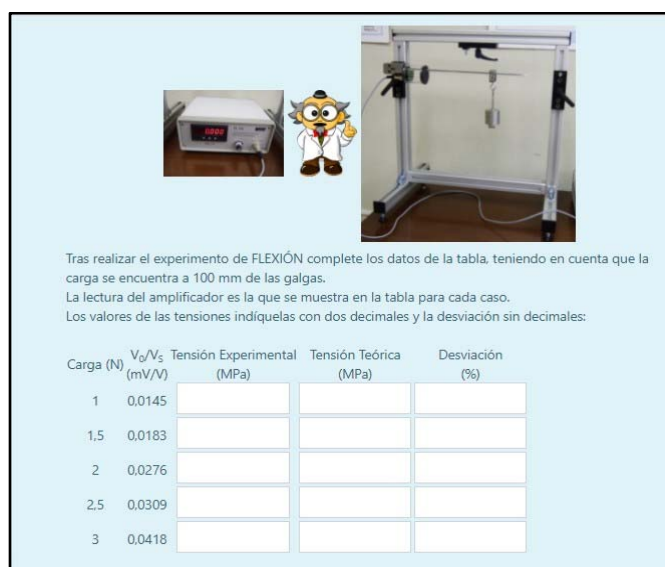 Tras realizar el experimento de FLEXIÓN complete los datos de la tabla, teniendo en cuenta que la
carga se encuentra a 100 mm de las galgas.
La lectura del amplificador es la que se muestra en la tabla para cada caso.
Los valores de las tensiones indíquelas con dos decimales y la desviación sin decimales:
Carga (N) V₀/Vₛ (mV/V) Tensión Experimental (MPa) Tensión Teórica (MPa) Desviación (%)
1 0,0145
1,5 0,0183
2 0,0276
2,5 0,0309
3 0,0418